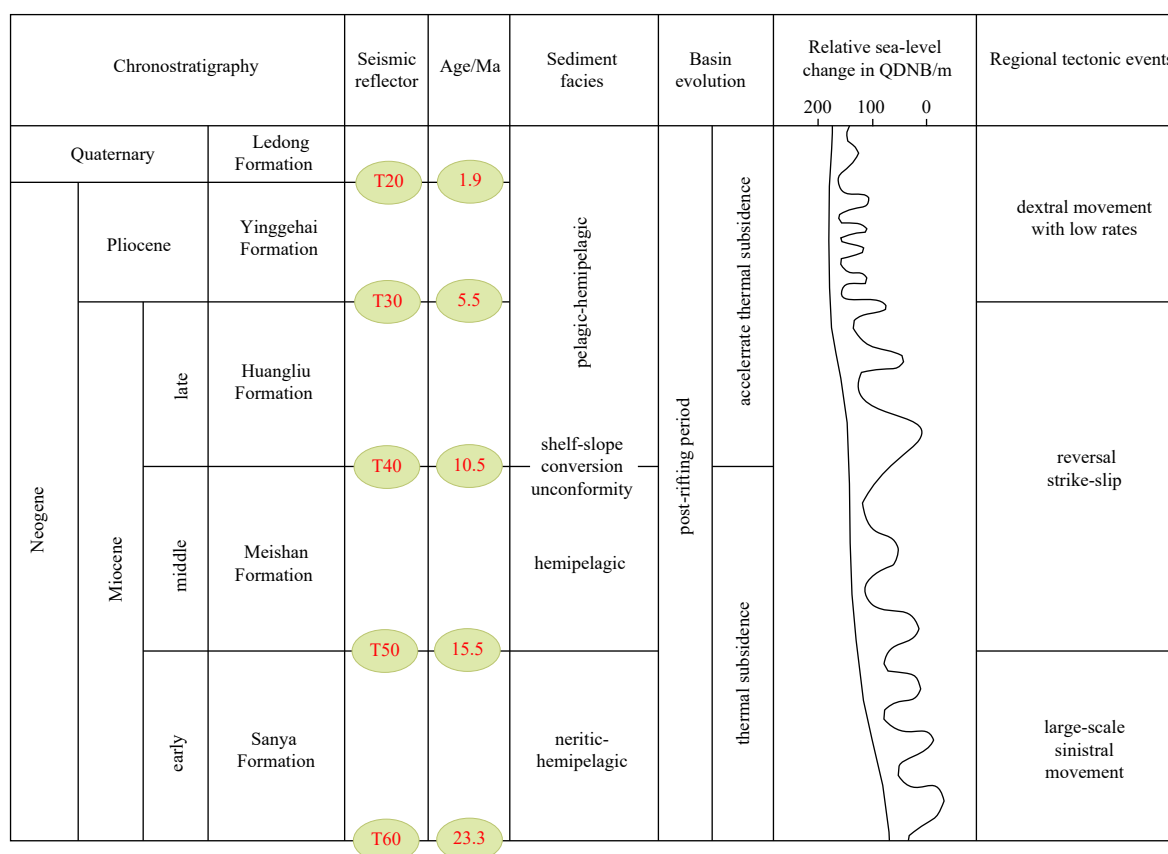 Chronostratigraphy
Seismic
reflector
Age/Ma
Sediment
facies
Basin
evolution
Relative sea-level
change in QDNB/m
200 100 0
Regional tectonic events
Quaternary
Ledong
Formation
T20
1.9
Neogene
Pliocene
Yinggehai
Formation
T30
5.5
Miocene
late
Huangliu
Formation
T40
10.5
middle
Meishan
Formation
T50
15.5
early
Sanya
Formation
T60
23.3
pelagic-hemipelagic
shelf-slope
conversion
unconformity
hemipelagic
neritic-
hemipelagic
post-rifting period
accelerrate thermal subsidence
thermal subsidence
dextral movement
with low rates
reversal
strike-slip
large-scale
sinistral
movement